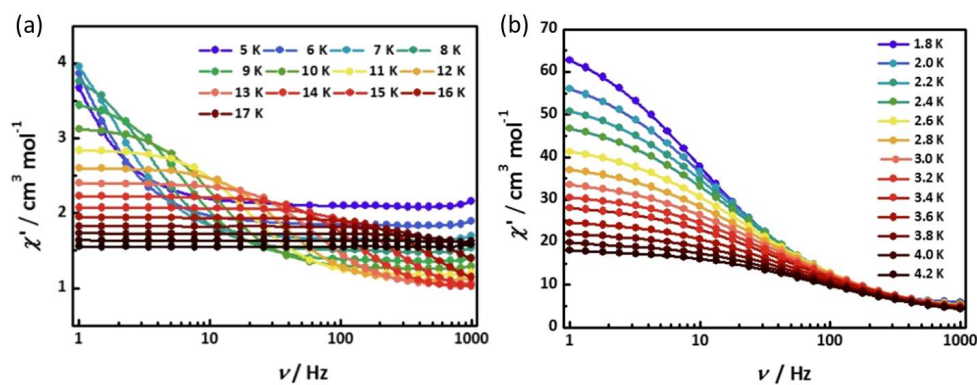 (a)
χ' / cm³ mol⁻¹
4
3
2
1
5 K 6 K 7 K 8 K
9 K 10 K 11 K 12 K
13 K 14 K 15 K 16 K
17 K
1 10 100 1000
ν / Hz
(b)
χ' / cm³ mol⁻¹
70
60
50
40
30
20
10
0
1.8 K
2.0 K
2.2 K
2.4 K
2.6 K
2.8 K
3.0 K
3.2 K
3.4 K
3.6 K
3.8 K
4.0 K
4.2 K
1 10 100 1000
ν / Hz